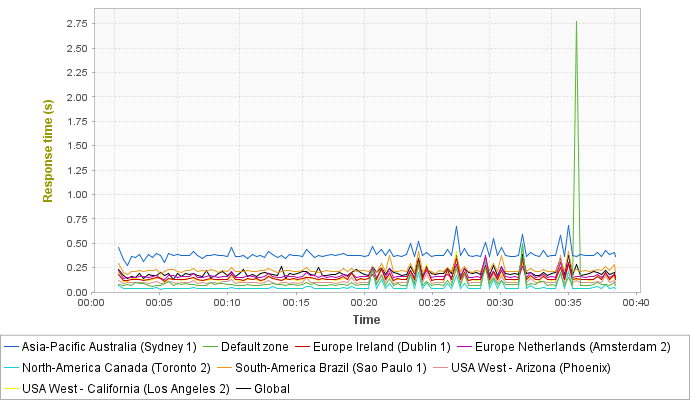 2.75
2.50
2.25
2.00
1.75
1.50
1.25
1.00
0.75
0.50
0.25
0.00
Response time (s)
00:00 00:05 00:10 00:15 00:20 00:25 00:30 00:35 00:40
Time
Asia-Pacific Australia (Sydney 1) Default zone Europe Ireland (Dublin 1) Europe Netherlands (Amsterdam 2)
North-America Canada (Toronto 2) South-America Brazil (Sao Paulo 1) USA West - Arizona (Phoenix)
USA West - California (Los Angeles 2) Global